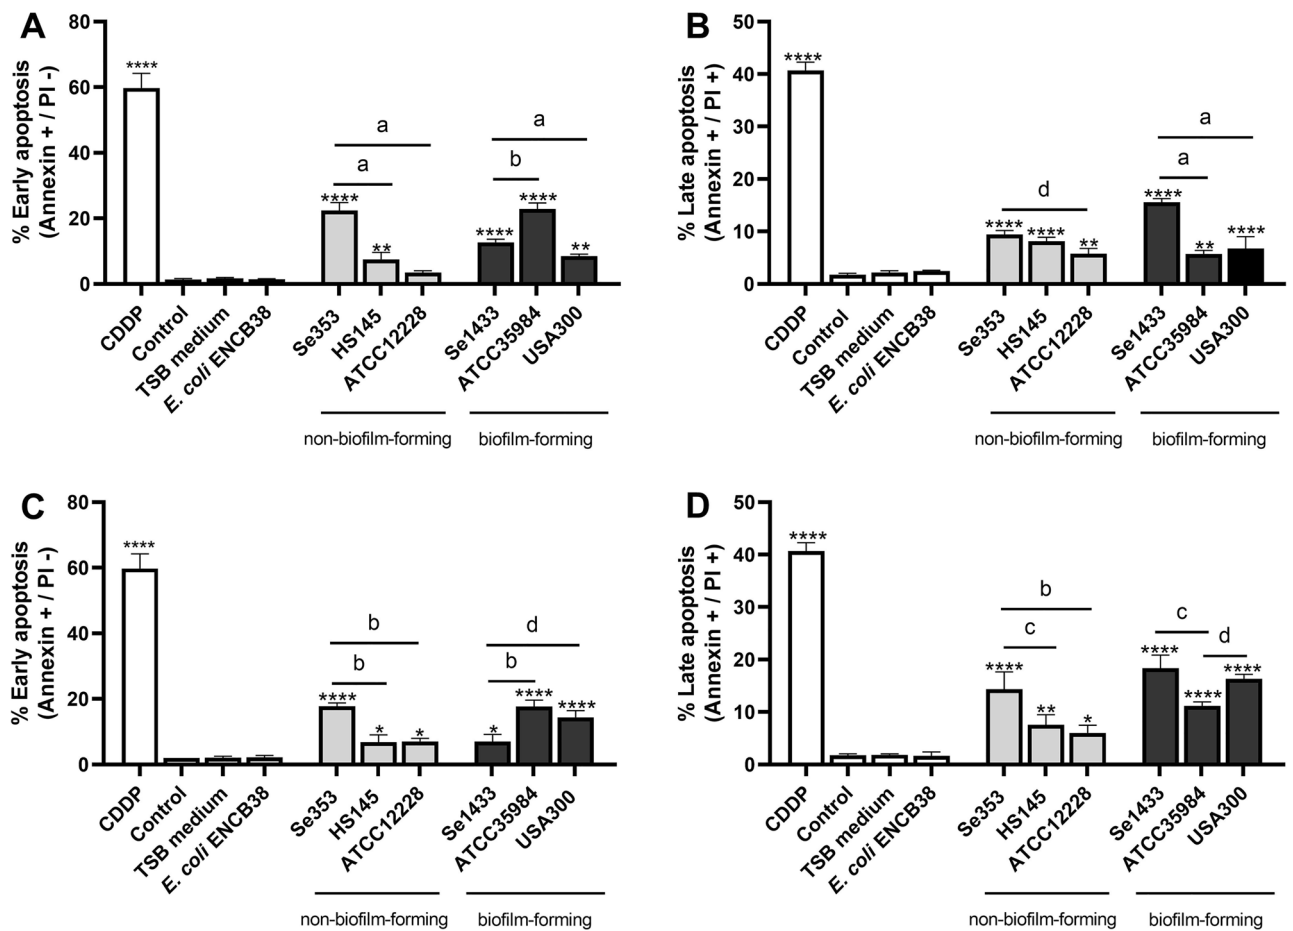 A
% Early apoptosis
(Annexin + / PI -)
80
60
40
20
0
****
****
**
a
a
****
****
**
b
a
CDDP
Control
TSB medium
E. coli ENCB38
Se353
HS145
ATCC12228
Se1433
ATCC35984
USA300
non-biofilm-forming
biofilm-forming
B
% Late apoptosis
(Annexin + / PI +)
50
40
30
20
10
0
****
****
****
**
d
****
**
****
a
a
CDDP
Control
TSB medium
E. coli ENCB38
Se353
HS145
ATCC12228
Se1433
ATCC35984
USA300
non-biofilm-forming
biofilm-forming
C
% Early apoptosis
(Annexin + / PI -)
80
60
40
20
0
****
****
*
*
b
b
*
****
****
b
d
CDDP
Control
TSB medium
E. coli ENCB38
Se353
HS145
ATCC12228
Se1433
ATCC35984
USA300
non-biofilm-forming
biofilm-forming
D
% Late apoptosis
(Annexin + / PI +)
50
40
30
20
10
0
****
****
**
*
c
b
****
****
****
c
d
CDDP
Control
TSB medium
E. coli ENCB38
Se353
HS145
ATCC12228
Se1433
ATCC35984
USA300
non-biofilm-forming
biofilm-forming